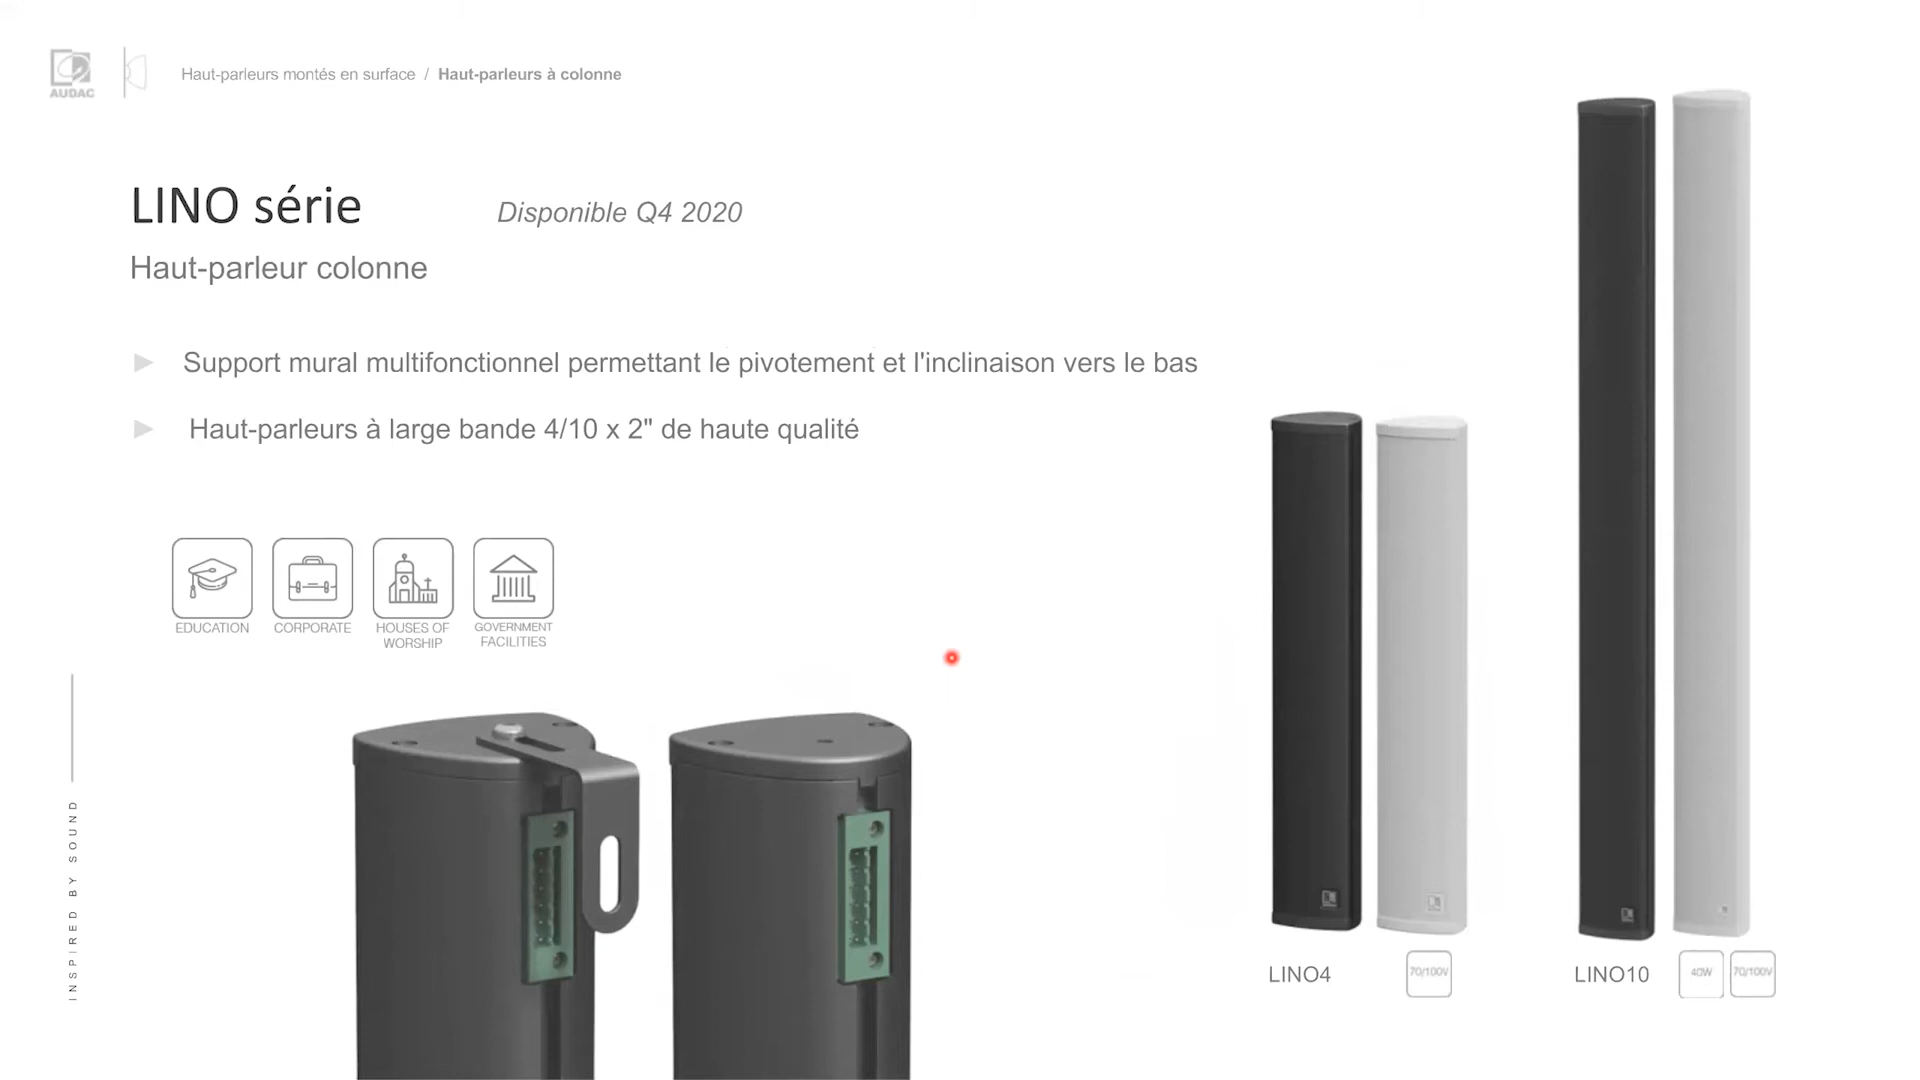 AUDAC
Haut-parleurs montés en surface / Haut-parleurs à colonne
LINO série
Disponible Q4 2020
Haut-parleur colonne
Support mural multifonctionnel permettant le pivotement et l'inclinaison vers le bas
Haut-parleurs à large bande 4/10 x 2" de haute qualité
EDUCATION
CORPORATE
HOUSES OF
WORSHIP
GOVERNMENT
FACILITIES
INSPIRED BY SOUND
LINO4
70/100V
LINO10
40W
70/100V